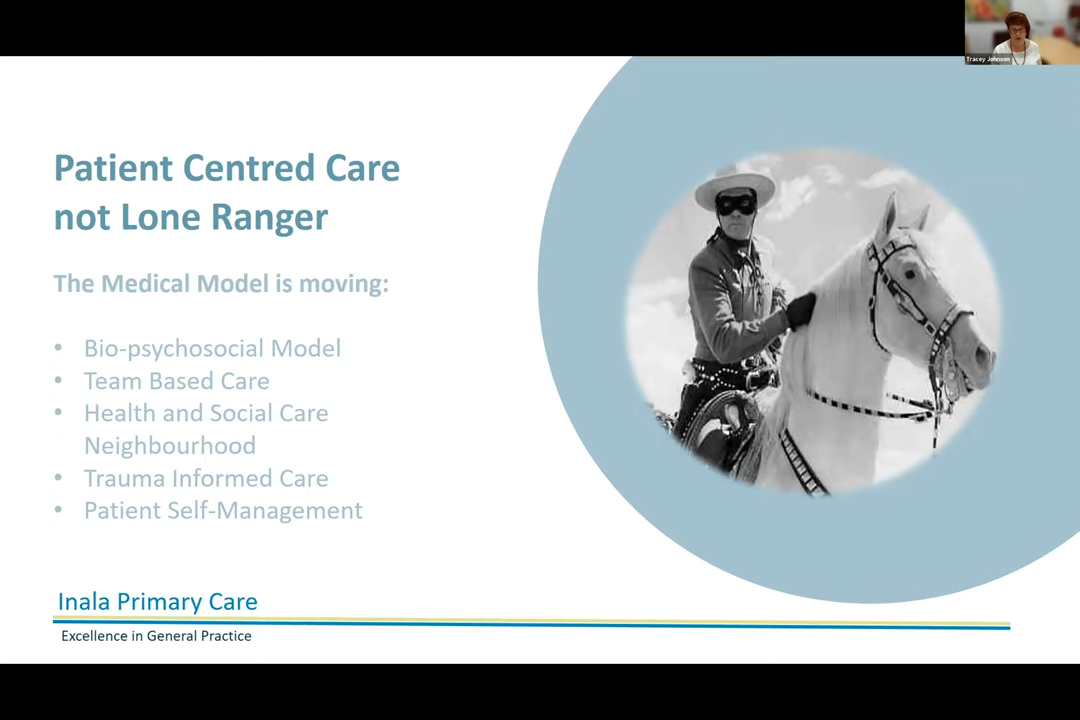 Tracey Johnson
Patient Centred Care
not Lone Ranger
The Medical Model is moving:
• Bio-psychosocial Model
• Team Based Care
• Health and Social Care
Neighbourhood
• Trauma Informed Care
• Patient Self-Management
Inala Primary Care
Excellence in General Practice